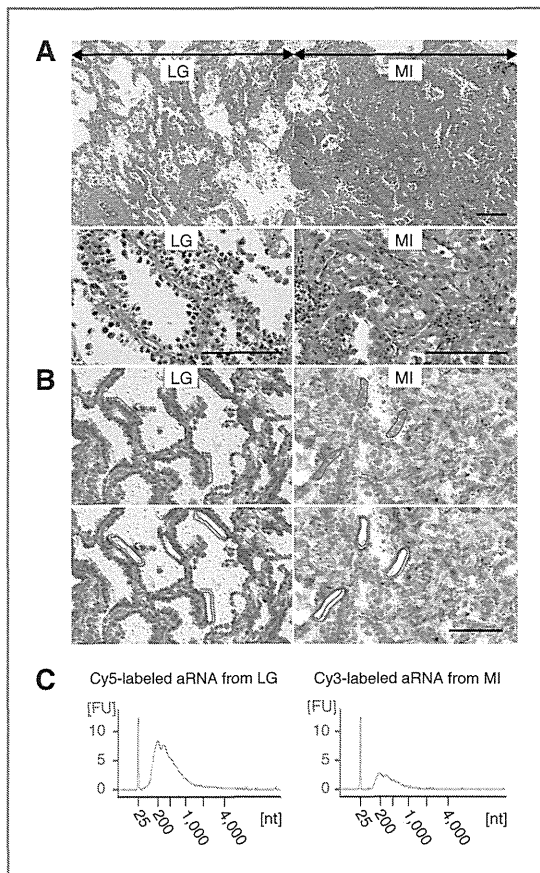 A
LG
MI
LG
MI
B
LG
MI
C
Cy5-labeled aRNA from LG
Cy3-labeled aRNA from MI
[FU]
10
5
0
25
200
1,000
4,000
[nt]
[FU]
10
5
0
25
200
1,000
4,000
[nt]